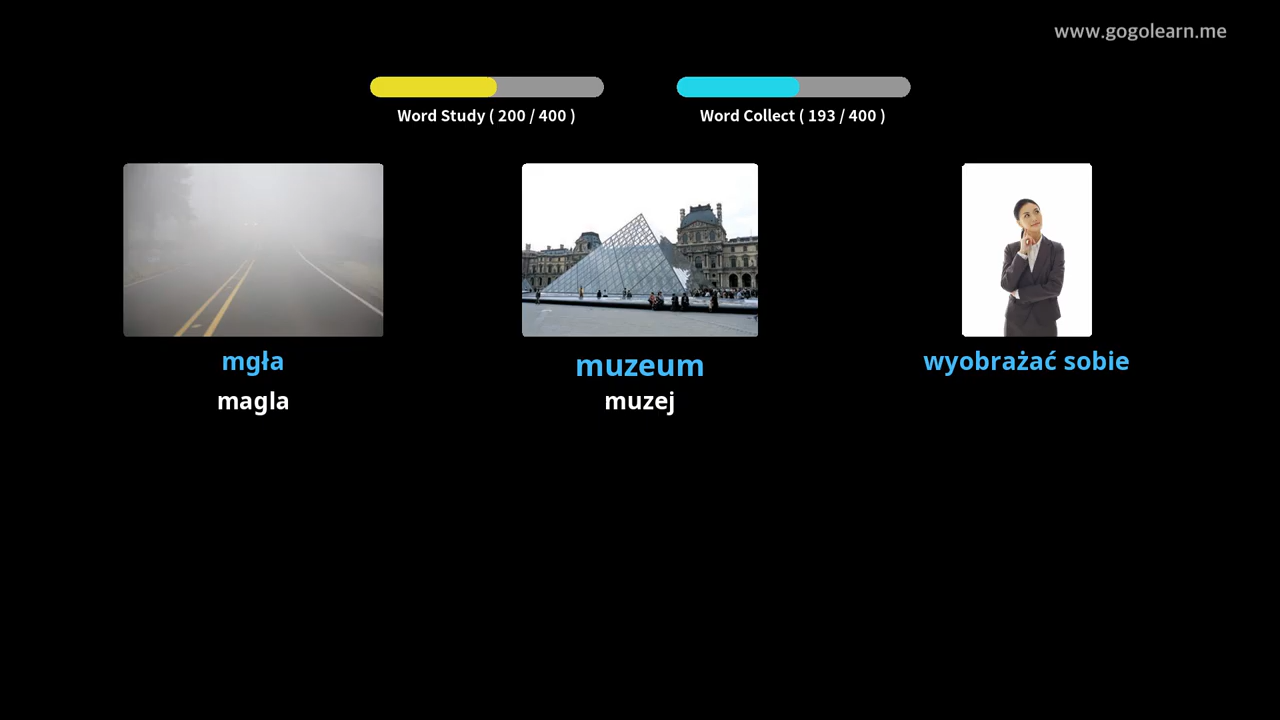 www.gogolearn.me
Word Study ( 200 / 400 )
Word Collect ( 193 / 400 )
mgła
muzeum
wyobrażać sobie
magla
muzej